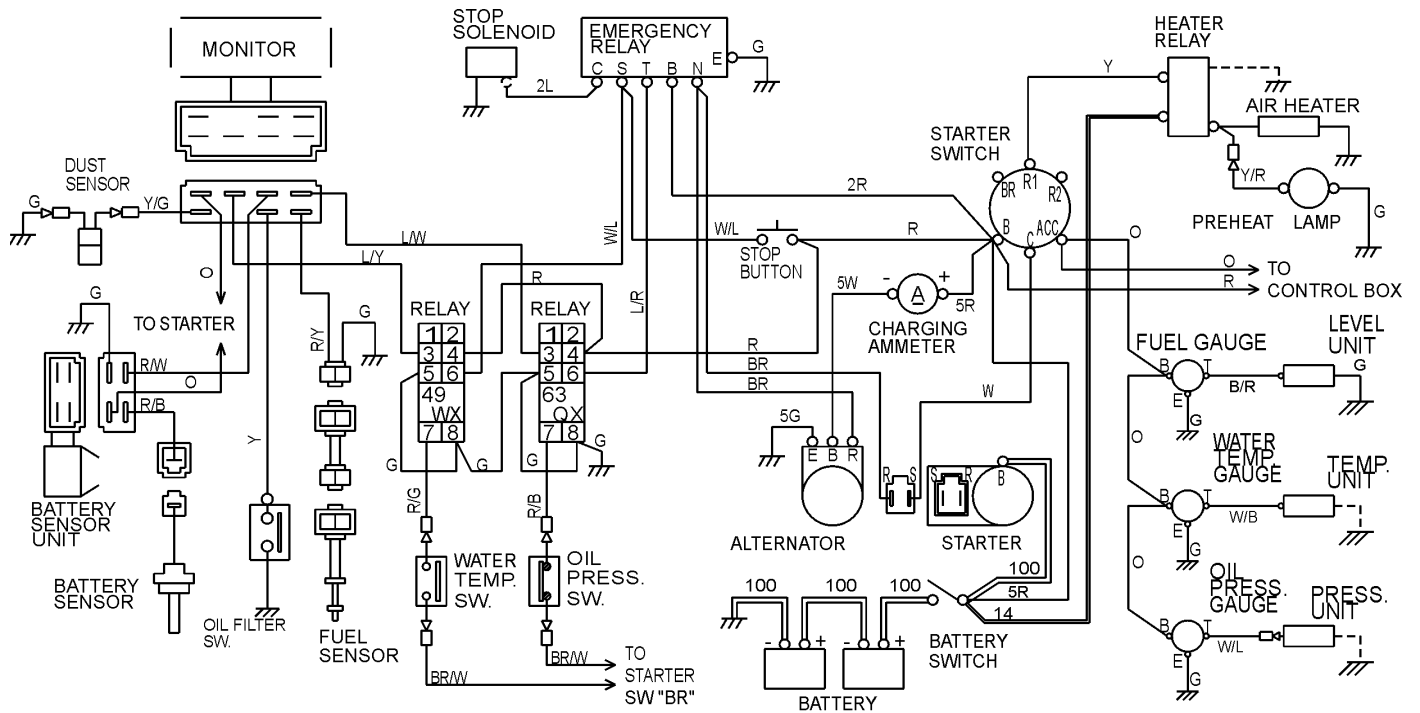 STOP
SOLENOID
EMERGENCY
RELAY
E
G
C S T B N
2L
MONITOR
HEATER
RELAY
Y
AIR HEATER
STARTER
SWITCH
BR
R1
R2
B
C
ACC
Y/R
PREHEAT
LAMP
G
DUST
SENSOR
G
Y/G
2R
W/L
W/L
R
STOP
BUTTON
L/W
L/Y
O
O
TO
R
CONTROL BOX
- +
A
5W
5R
CHARGING
AMMETER
O
G
TO STARTER
R/Y
G
RELAY
1 2
3 4
5 6
49
WX
7 8
R
RELAY
1 2
3 4
5 6
63
QX
7 8
L/R
R
BR
BR
W
FUEL GAUGE
LEVEL
UNIT
B
T
E
G
B/R
G
R/W
O
R/B
5G
E B R
R S
S R
B
G
G
G
G
Y
R/G
R/B
O
WATER
TEMP.
GAUGE
TEMP.
UNIT
B
T
E
G
W/B
BATTERY
SENSOR
UNIT
ALTERNATOR
STARTER
BATTERY
SENSOR
OIL FILTER
SW.
FUEL
SENSOR
WATER
TEMP.
SW.
OIL
PRESS.
SW.
100
100
100
100
5R
14
O
OIL
PRESS.
GAUGE
PRESS.
UNIT
B
T
E
G
W/L
- +
- +
BATTERY
BATTERY
SWITCH
BR/W
BR/W
TO
STARTER
SW "BR"